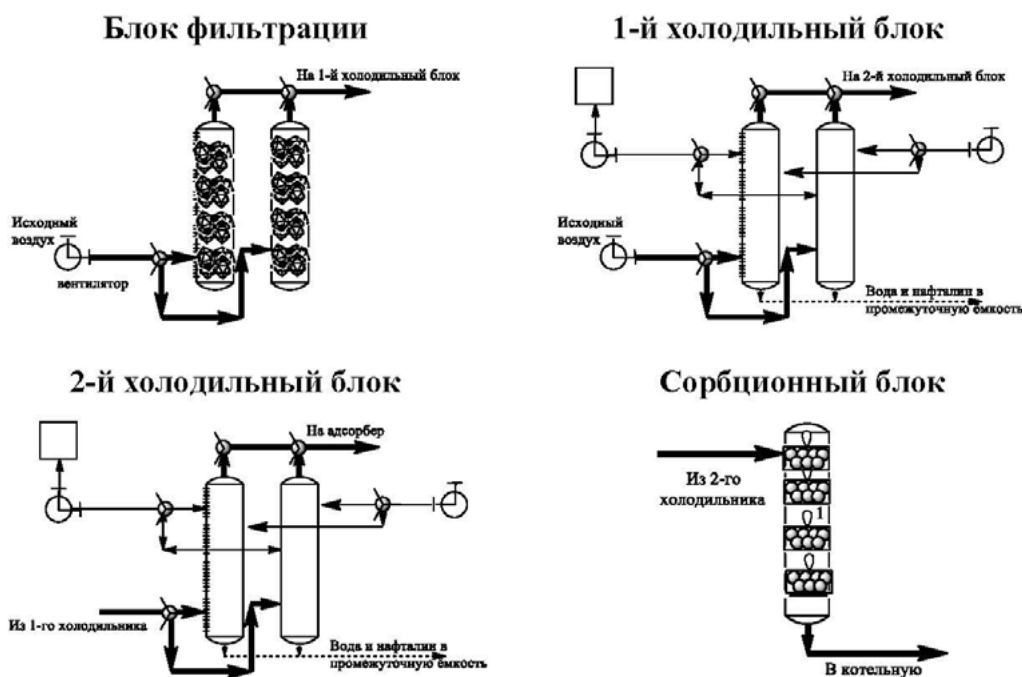 Блок фильтрации
На 1-й холодильный блок
Исходный
воздух
вентилятор
1-й холодильный блок
На 2-й холодильный блок
Исходный
воздух
Вода и нафталин в
промежуточную ёмкость
2-й холодильный блок
На адсорбер
Из 1-го холодильника
Вода и нафталин в
промежуточную ёмкость
Сорбционный блок
Из 2-го
холодильника
1
В котельную